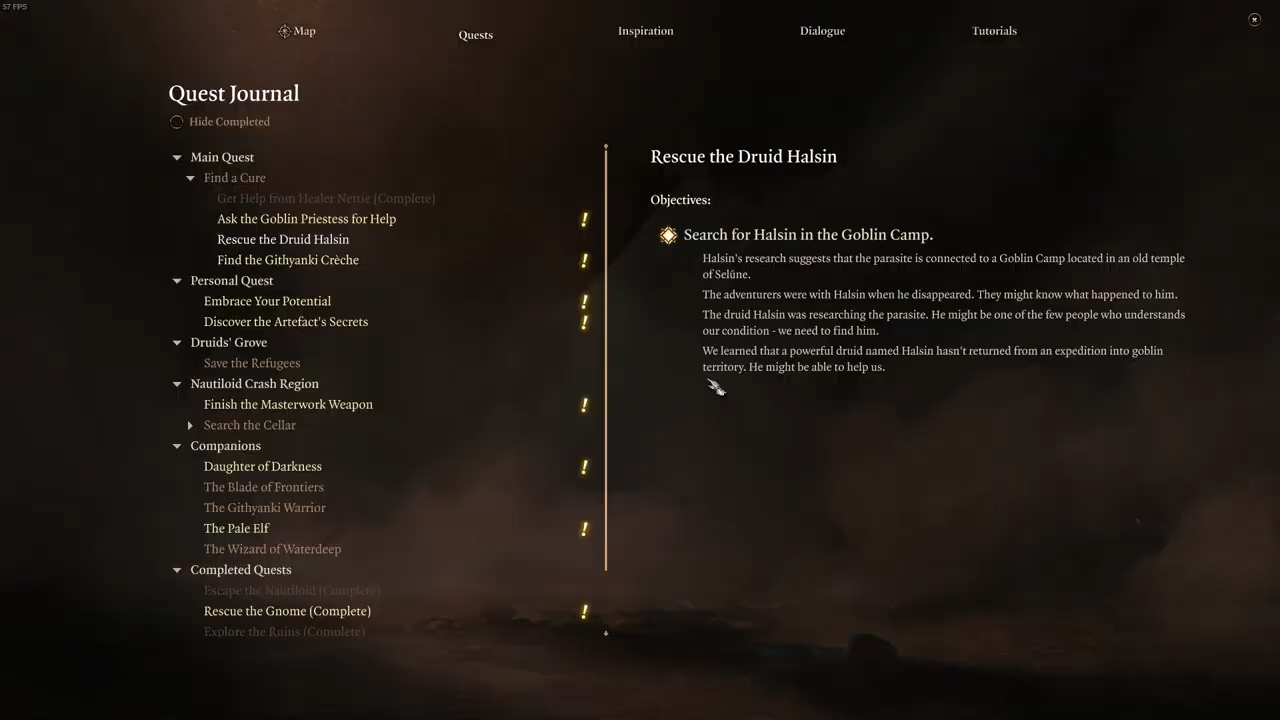 57 FPS
Map
Quests
Inspiration
Dialogue
Tutorials
Quest Journal
Hide Completed
Main Quest
Find a Cure
Get Help from Healer Nettie (Complete)
Ask the Goblin Priestess for Help
Rescue the Druid Halsin
Find the Githyanki Crèche
Personal Quest
Embrace Your Potential
Discover the Artefact's Secrets
Druids' Grove
Save the Refugees
Nautiloid Crash Region
Finish the Masterwork Weapon
Search the Cellar
Companions
Daughter of Darkness
The Blade of Frontiers
The Githyanki Warrior
The Pale Elf
The Wizard of Waterdeep
Completed Quests
Escape the Nautiloid (Complete)
Rescue the Gnome (Complete)
Explore the Ruins (Complete)
Rescue the Druid Halsin
Objectives:
Search for Halsin in the Goblin Camp.
Halsin's research suggests that the parasite is connected to a Goblin Camp located in an old temple
of Selûne.
The adventurers were with Halsin when he disappeared. They might know what happened to him.
The druid Halsin was researching the parasite. He might be one of the few people who understands
our condition - we need to find him.
We learned that a powerful druid named Halsin hasn't returned from an expedition into goblin
territory. He might be able to help us.